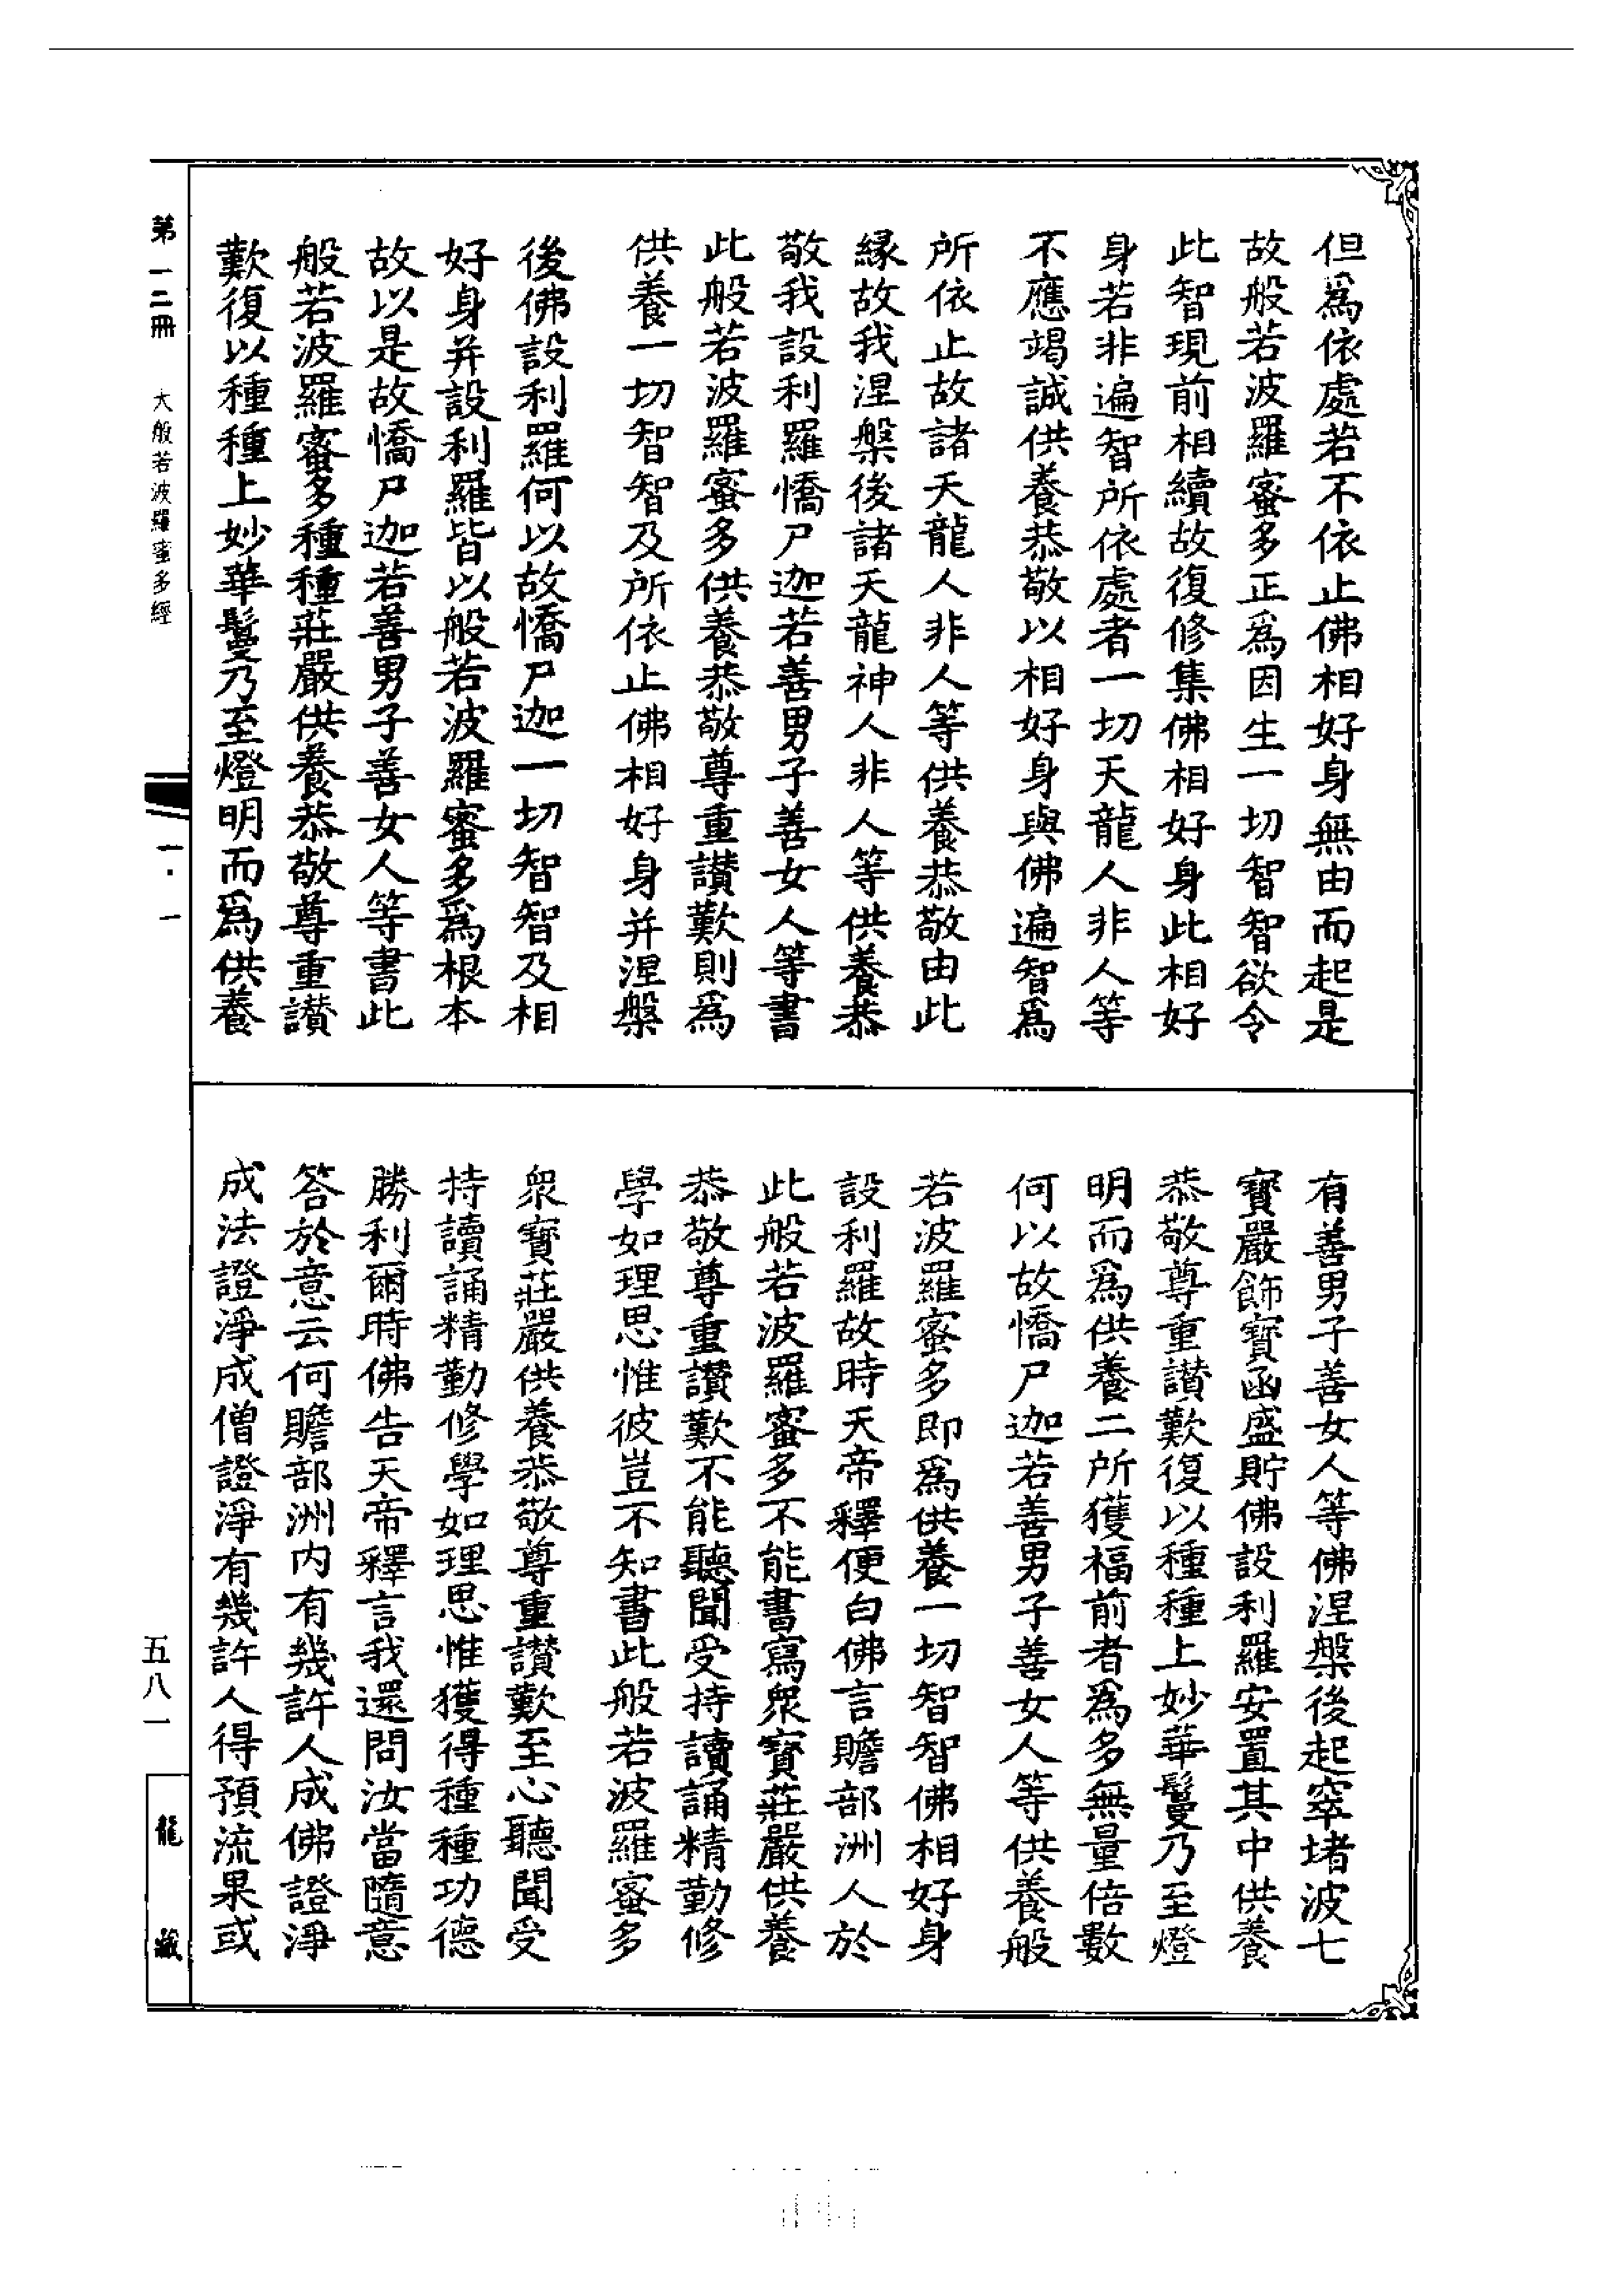 但爲依處若不依止佛相好身無由而起是
故般若波羅蜜多正爲因生一切智智欲令
此智現前相續故復修集佛相好身此相好
身若非遍智所依處者一切天龍人非人等
不應竭誠供養恭敬以相好身與佛遍智爲
所依止故諸天龍人非人等供養恭敬由此
縁故我涅槃後諸天龍神人非人等供養恭
敬我設利羅憍尸迦若善男子善女人等書
此般若波羅蜜多供養恭敬尊重讃歎則爲
供養一切智智及所依止佛相好身并涅槃
後佛設利羅何以故憍尸迦一切智智及相
好身并設利羅皆以般若波羅蜜多爲根本
故以是故憍尸迦若善男子善女人等書此
般若波羅蜜多種種莊嚴供養恭敬尊重讃
歎復以種種上妙華鬘乃至燈明而爲供養
有善男子善女人等佛涅槃後起窣堵波七
寶嚴飾寶函盛貯佛設利羅安置其中供養
恭敬尊重讃歎復以種種上妙華鬘乃至燈
明而爲供養二所獲福前者爲多無量倍數
何以故憍尸迦若善男子善女人等供養般
若波羅蜜多即爲供養一切智智佛相好身
設利羅故時天帝釋便白佛言贍部洲人於
此般若波羅蜜多不能書寫衆寶莊嚴供養
恭敬尊重讃歎不能聽聞受持讀誦精勤修
學如理思惟彼豈不知書此般若波羅蜜多
衆寶莊嚴供養恭敬尊重讃歎至心聽聞受
持讀誦精勤修學如理思惟獲得種種功德
勝利爾時佛告天帝釋言我還問汝當隨意
答於意云何贍部洲内有幾許人成佛證淨
成法證淨成僧證淨有幾許人得預流果或
第一二冊 大般若波羅蜜多經 一·一
五八一
龍藏